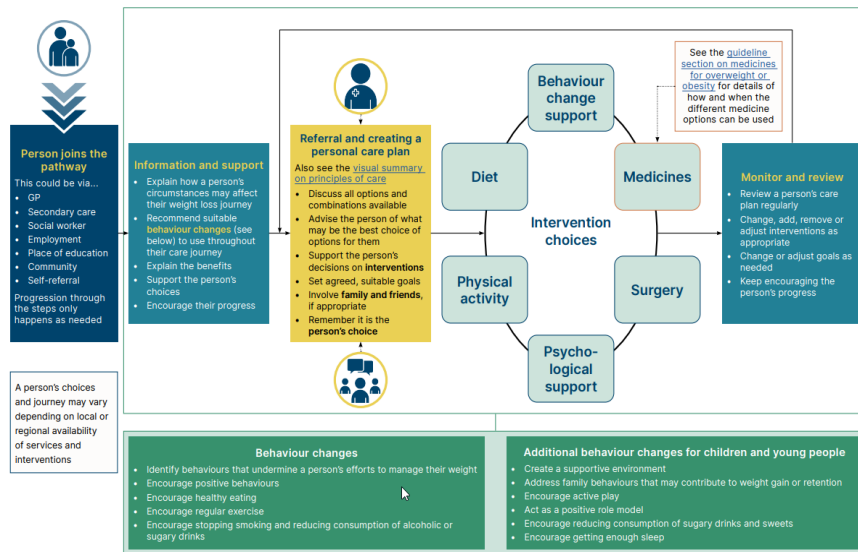 Person joins the
pathway
This could be via...
• GP
• Secondary care
• Social worker
• Employment
• Place of education
• Community
• Self-referral
Progression through
the steps only
happens as needed
A person's choices
and journey may vary
depending on local or
regional availability
of services and
interventions
Information and support
• Explain how a person's
circumstances may affect
their weight loss journey
• Recommend suitable
behaviour changes (see
below) to use throughout
their care journey
• Explain the benefits
• Support the person's
choices
• Encourage their progress
Referral and creating a
personal care plan
Also see the visual summary
on principles of care
• Discuss all options and
combinations available
• Advise the person of what
may be the best choice of
options for them
• Support the person's
decisions on interventions
• Set agreed, suitable goals
• Involve family and friends,
if appropriate
• Remember it is the
person's choice
Behaviour
change
support
Diet
Medicines
Intervention
choices
Physical
activity
Surgery
Psycho-
logical
support
See the guideline
section on medicines
for overweight or
obesity for details of
how and when the
different medicine
options can be used
Monitor and review
• Review a person's care
plan regularly
• Change, add, remove or
adjust interventions as
appropriate
• Change or adjust goals as
needed
• Keep encouraging the
person's progress
Behaviour changes
• Identify behaviours that undermine a person's efforts to manage their weight
• Encourage positive behaviours
• Encourage healthy eating
• Encourage regular exercise
• Encourage stopping smoking and reducing consumption of alcoholic or
sugary drinks
Additional behaviour changes for children and young people
• Create a supportive environment
• Address family behaviours that may contribute to weight gain or retention
• Encourage active play
• Act as a positive role model
• Encourage reducing consumption of sugary drinks and sweets
• Encourage getting enough sleep